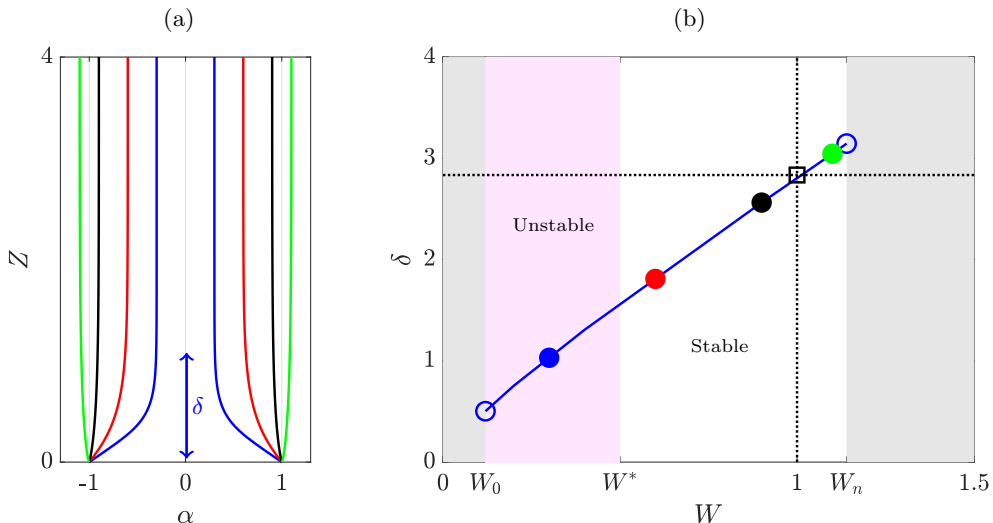 (a)
4
Z
δ
0
-1 0 1
α
(b)
4
3
δ
2
1
0
Unstable
Stable
0 W₀ W* 1 Wₙ 1.5
W